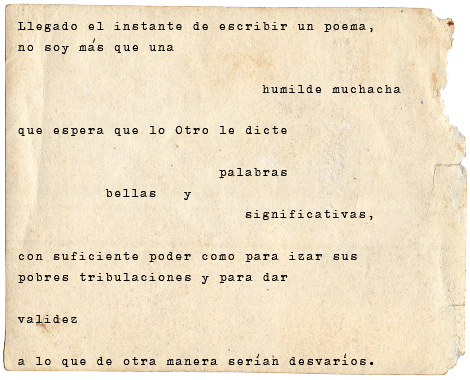 Llegado el instante de escribir un poema,
no soy más que una
humilde muchacha
que espera que lo Otro le dicte
palabras
bellas y
significativas,
con suficiente poder como para izar sus
pobres tribulaciones y para dar
validez
a lo que de otra manera serían desvaríos.